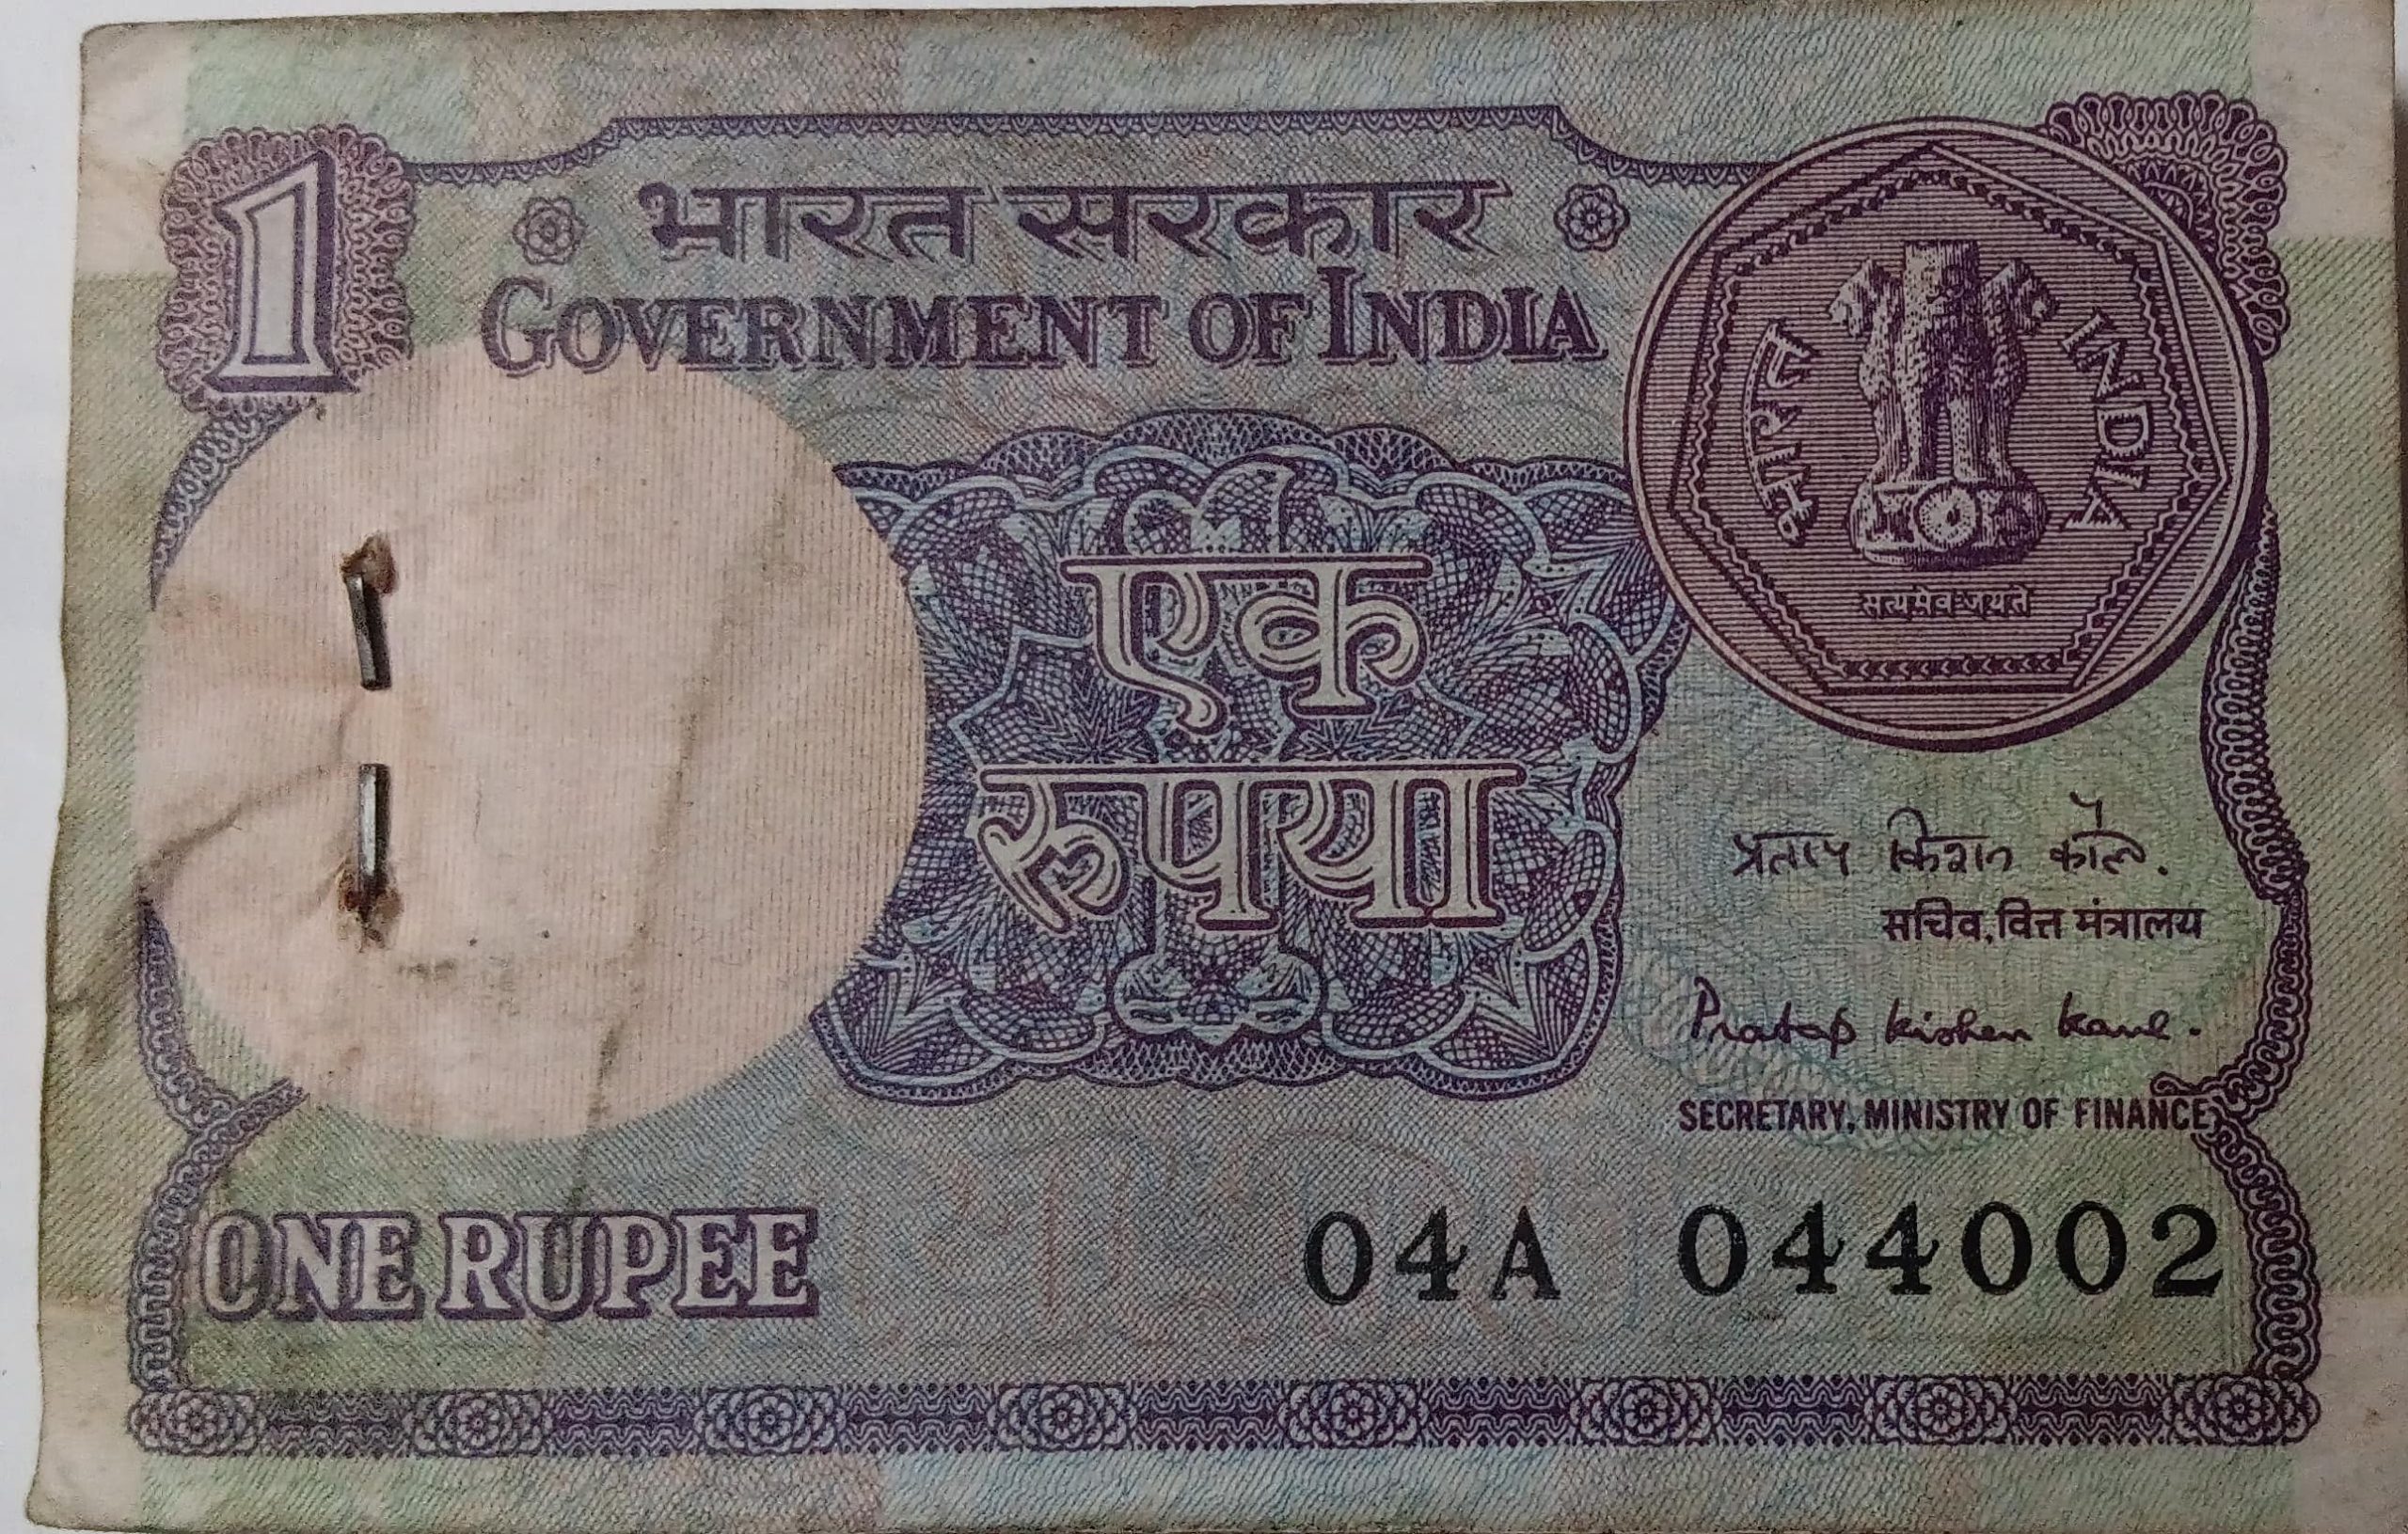 1
भारत सरकार
GOVERNMENT OF INDIA
भारत
INDIA
सत्यमेव जयते
एक
रुपया
प्रताप किशन कौल.
सचिव, वित्त मंत्रालय
Pratap Kishen Kaul.
SECRETARY, MINISTRY OF FINANCE
ONE RUPEE
04A 044002